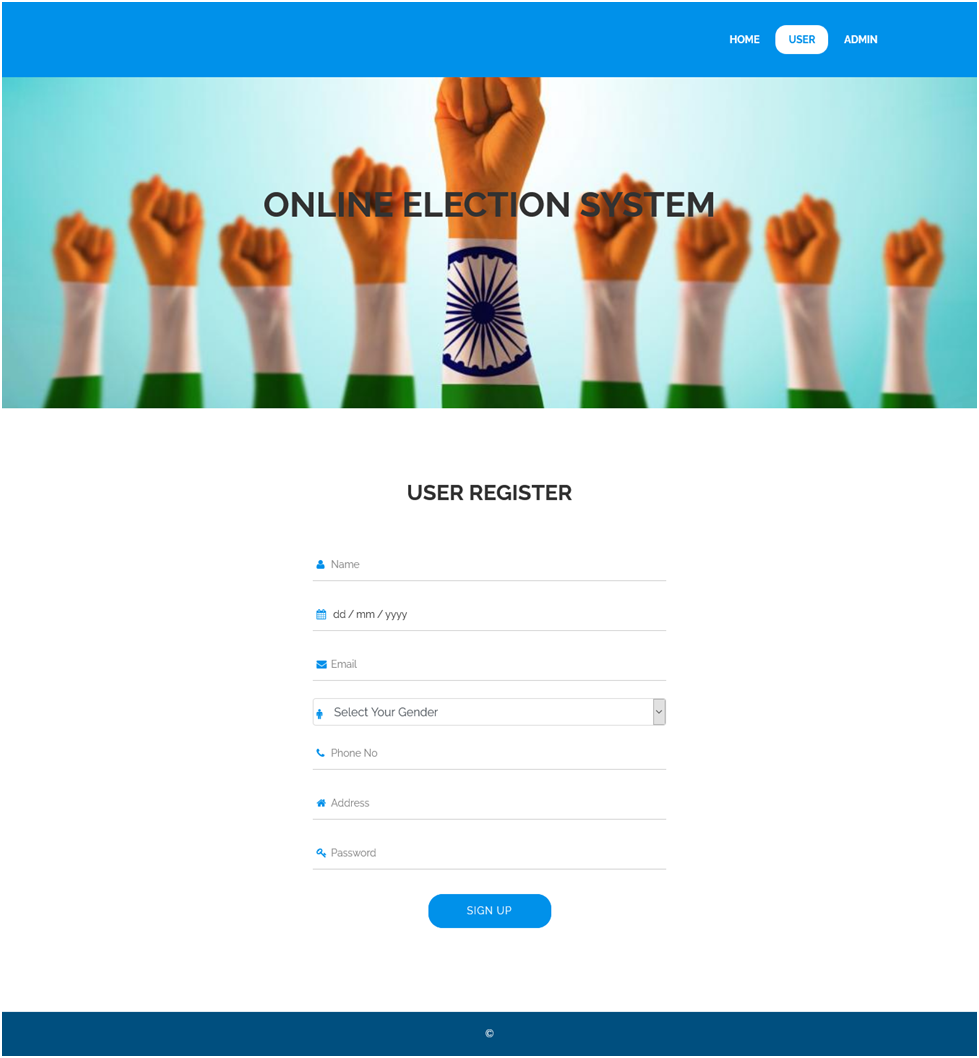 HOME USER ADMIN
ONLINE ELECTION SYSTEM
USER REGISTER
Name
dd / mm / yyyy
Email
Select Your Gender
Phone No
Address
Password
SIGN UP
©